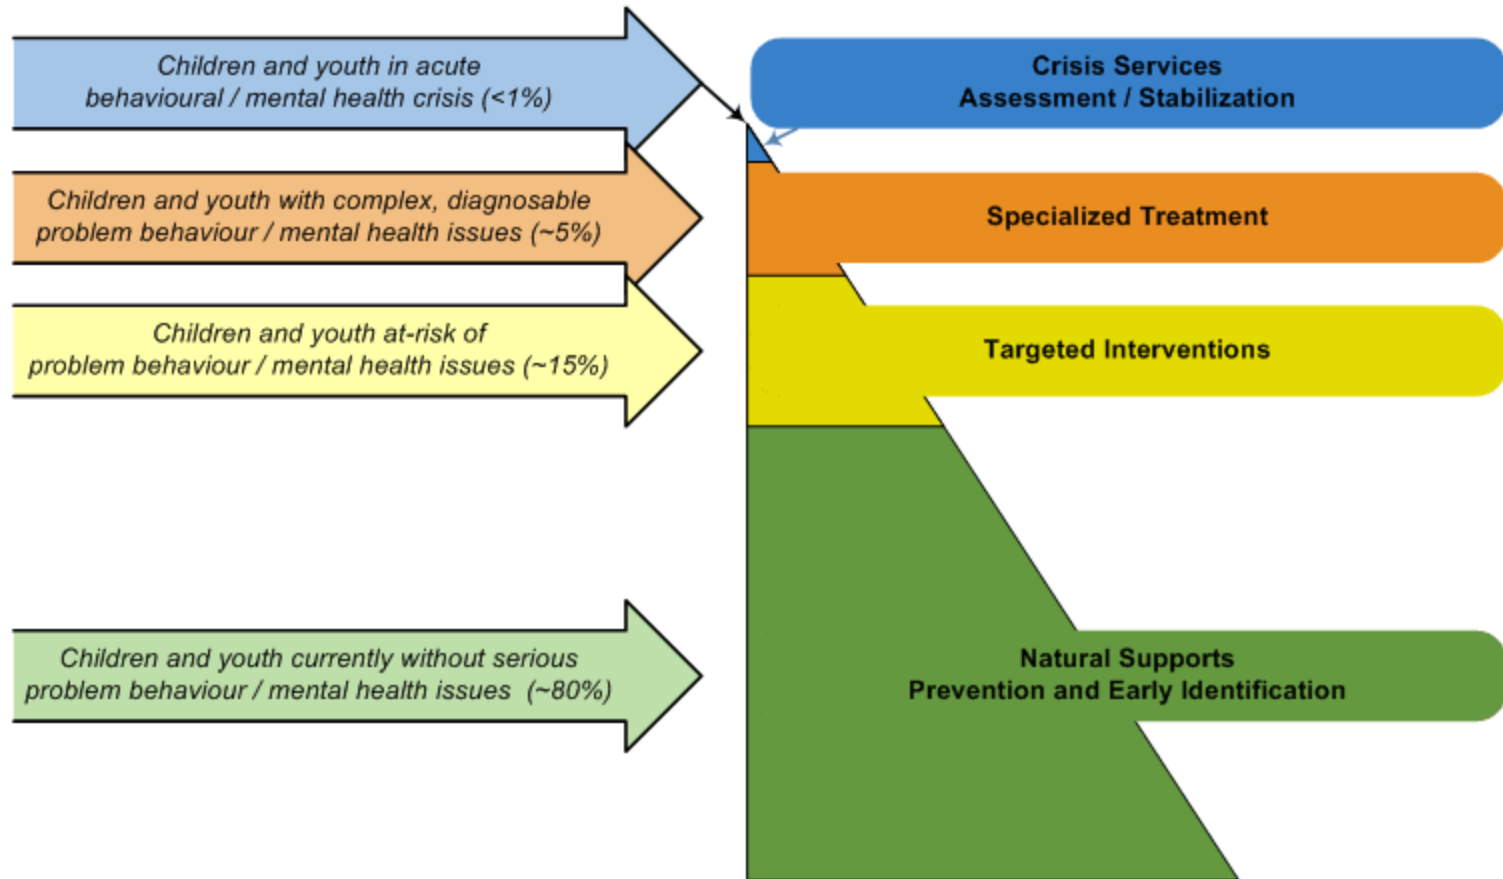 Children and youth in acute
behavioural / mental health crisis (<1%)
Crisis Services
Assessment / Stabilization
Children and youth with complex, diagnosable
problem behaviour / mental health issues (~5%)
Specialized Treatment
Children and youth at-risk of
problem behaviour / mental health issues (~15%)
Targeted Interventions
Children and youth currently without serious
problem behaviour / mental health issues (~80%)
Natural Supports
Prevention and Early Identification